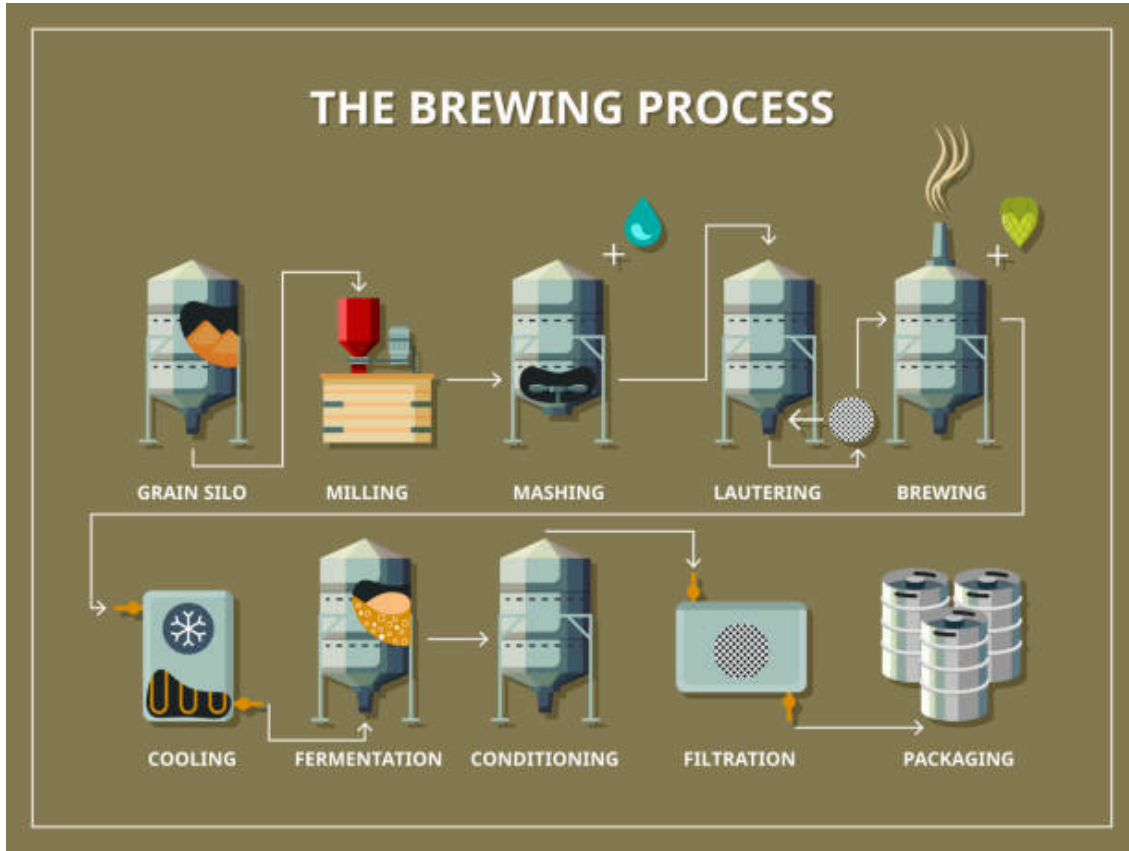 THE BREWING PROCESS
GRAIN SILO
MILLING
MASHING
LAUTERING
BREWING
COOLING
FERMENTATION
CONDITIONING
FILTRATION
PACKAGING